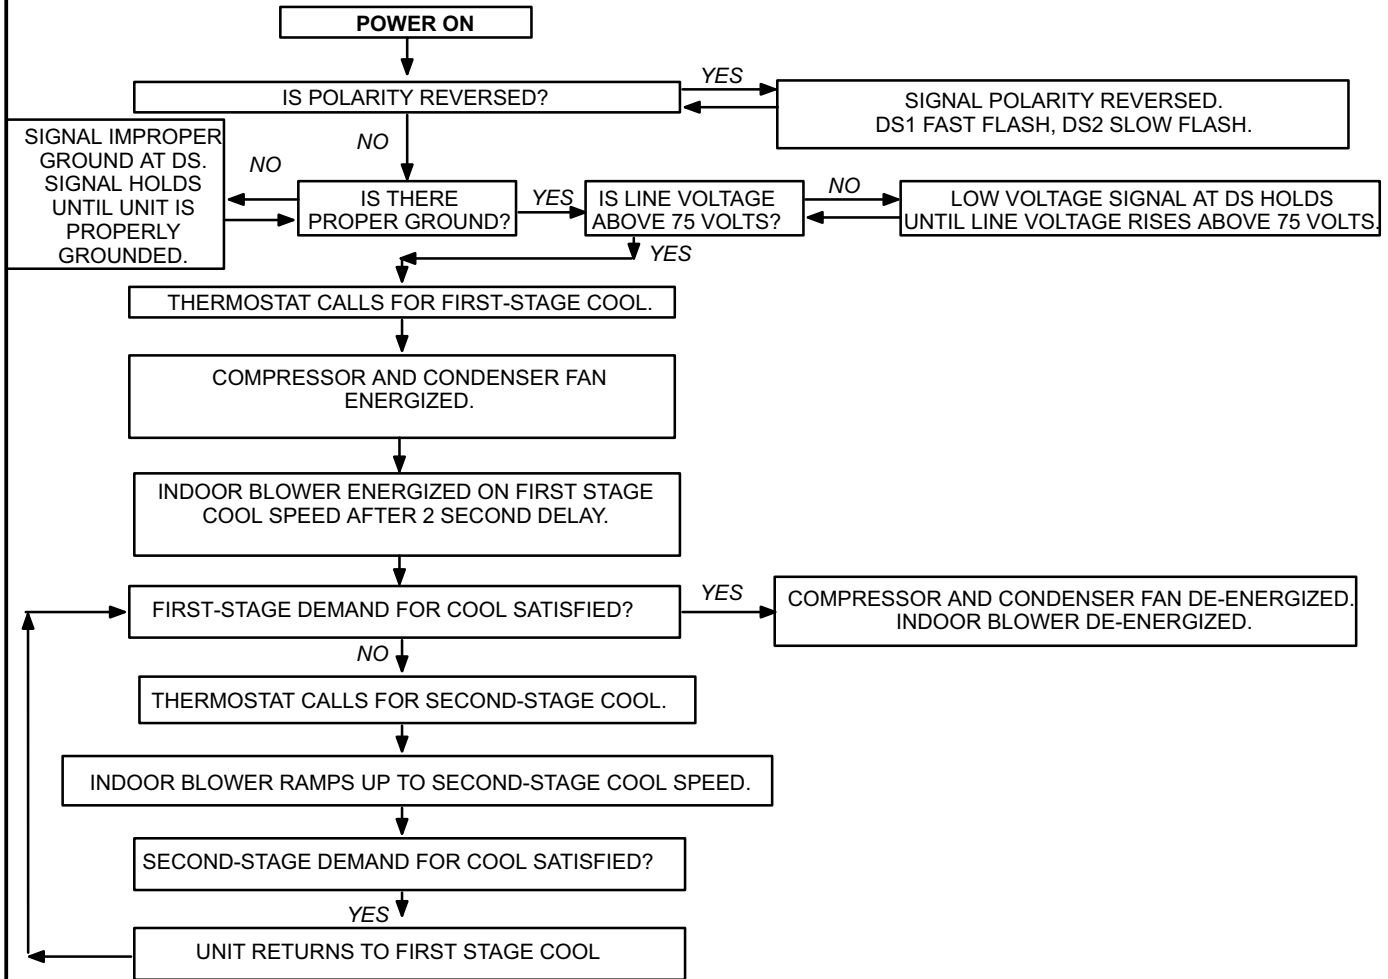 POWER ON
IS POLARITY REVERSED?
YES
SIGNAL POLARITY REVERSED.
DS1 FAST FLASH, DS2 SLOW FLASH.
NO
SIGNAL IMPROPER
GROUND AT DS.
SIGNAL HOLDS
UNTIL UNIT IS
PROPERLY
GROUNDED.
NO
IS THERE
PROPER GROUND?
YES
IS LINE VOLTAGE
ABOVE 75 VOLTS?
NO
LOW VOLTAGE SIGNAL AT DS HOLDS
UNTIL LINE VOLTAGE RISES ABOVE 75 VOLTS.
YES
THERMOSTAT CALLS FOR FIRST-STAGE COOL.
COMPRESSOR AND CONDENSER FAN
ENERGIZED.
INDOOR BLOWER ENERGIZED ON FIRST STAGE
COOL SPEED AFTER 2 SECOND DELAY.
FIRST-STAGE DEMAND FOR COOL SATISFIED?
YES
COMPRESSOR AND CONDENSER FAN DE-ENERGIZED.
INDOOR BLOWER DE-ENERGIZED.
NO
THERMOSTAT CALLS FOR SECOND-STAGE COOL.
INDOOR BLOWER RAMPS UP TO SECOND-STAGE COOL SPEED.
SECOND-STAGE DEMAND FOR COOL SATISFIED?
YES
UNIT RETURNS TO FIRST STAGE COOL